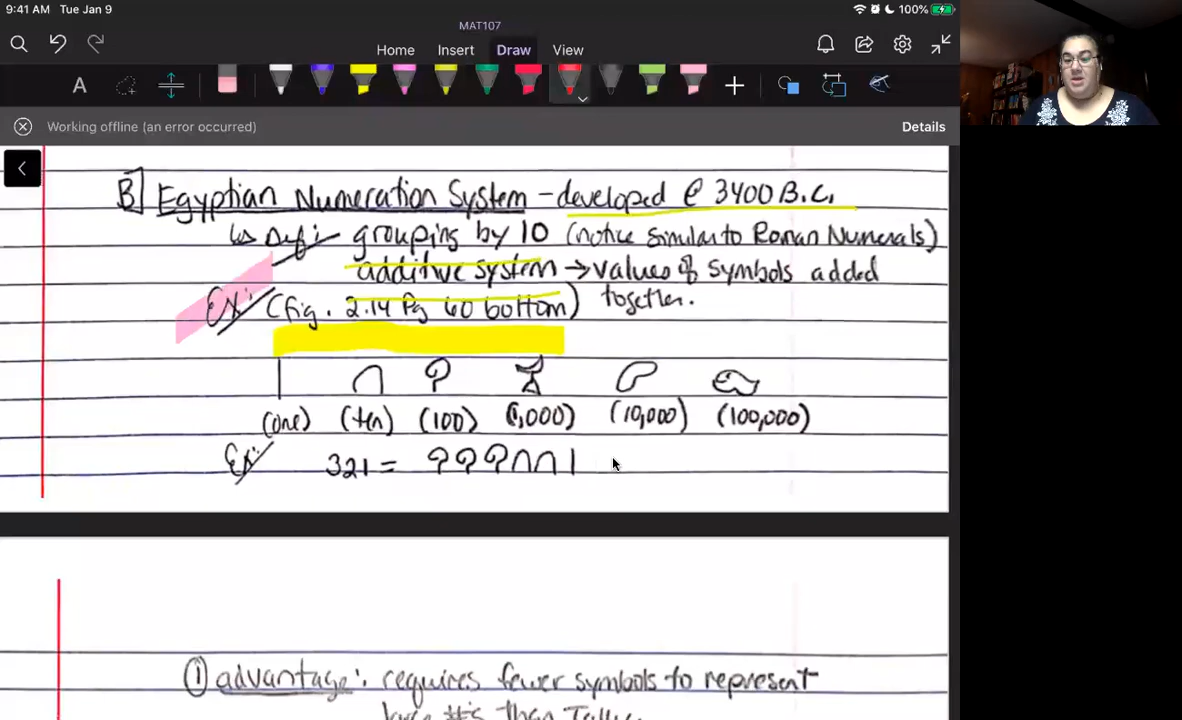 9:41 AM Tue Jan 9
100%
MAT107
Home Insert Draw View
A
Working offline (an error occurred)
Details
B] Egyptian Numeration System - developed @ 3400 B.C.
↳ Def: grouping by 10 (notice similar to Roman Numerals)
additive system → values of symbols added
Ex: (fig. 2.14 Pg 60 bottom) together.
(one) (ten) (100) (1,000) (10,000) (100,000)
Ex: 321 = 
① advantage: requires fewer symbols to represent
than Tally